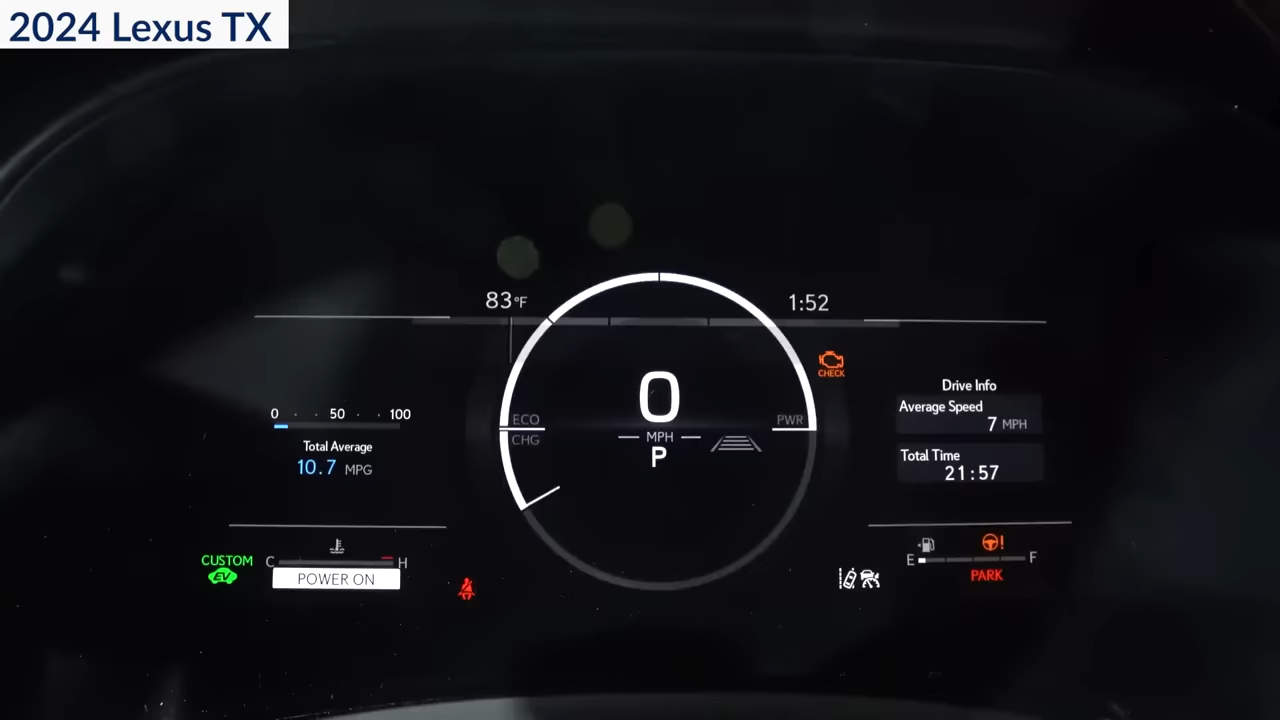 2024 Lexus TX
83°F
1:52
CHECK
0 50 100
Total Average
10.7 MPG
ECO
CHG
0
MPH
P
PWR
Drive Info
Average Speed
7 MPH
Total Time
21:57
CUSTOM
EV
C H
POWER ON
E F
PARK